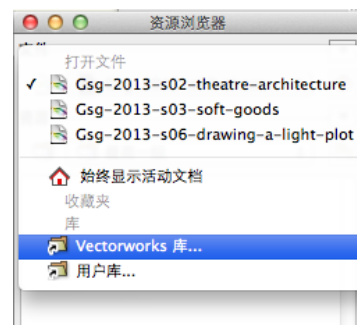 资源浏览器
打开文件
✓ Gsg-2013-s02-theatre-architecture
Gsg-2013-s03-soft-goods
Gsg-2013-s06-drawing-a-light-plot
始终显示活动文档
收藏夹
库
Vectorworks 库...
用户库...